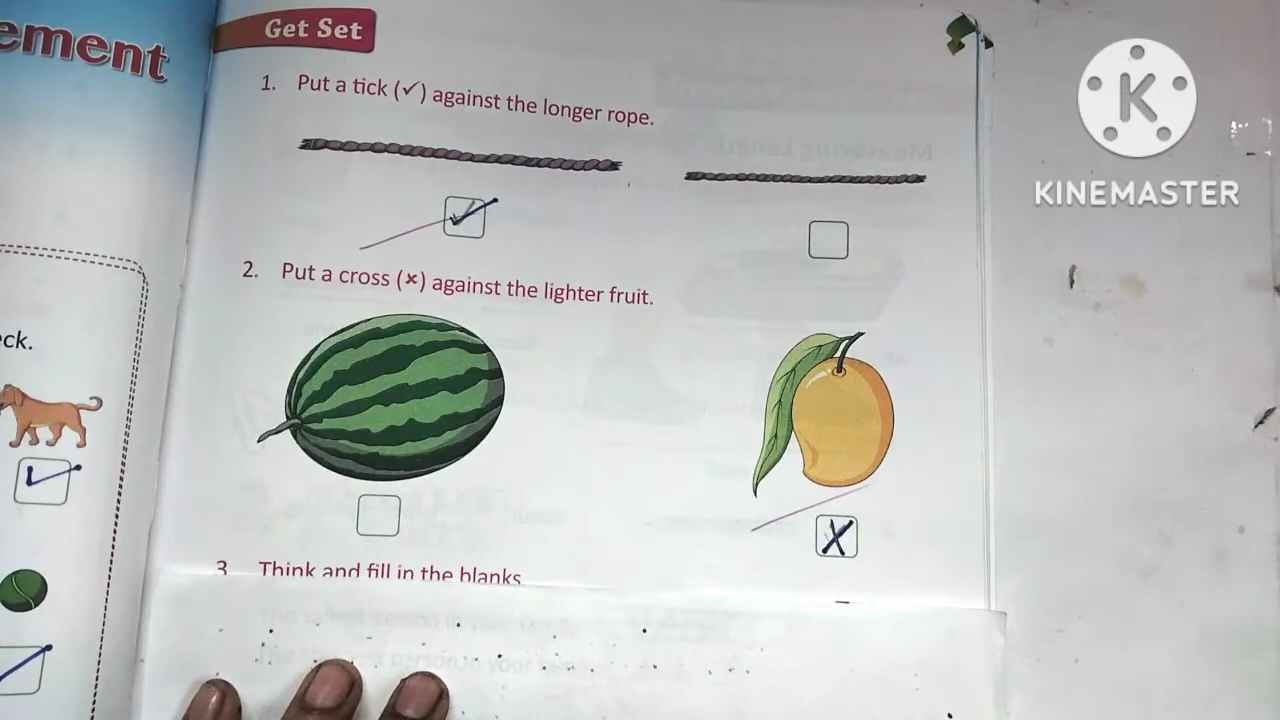 ement
Get Set
1. Put a tick (✓) against the longer rope.
2. Put a cross (×) against the lighter fruit.
ck.
3 Think and fill in the blanks.
K
KINEMASTER